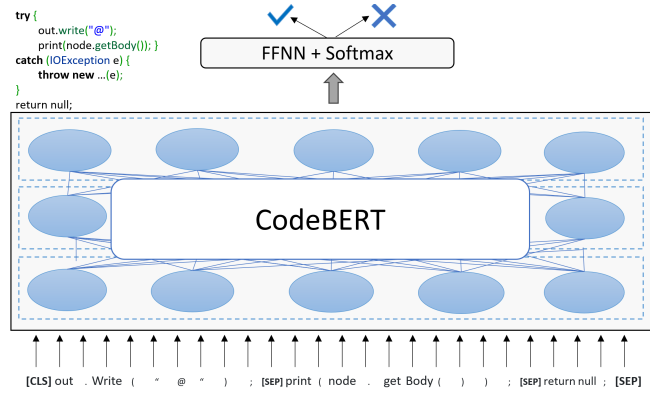 try {
out.write("@");
print(node.getBody()); }
catch (IOException e) {
throw new ...(e);
}
return null;
FFNN + Softmax
CodeBERT
[CLS] out . Write ( “ @ “ ) ; [SEP] print ( node . get Body ( ) ) ; [SEP] return null ; [SEP]